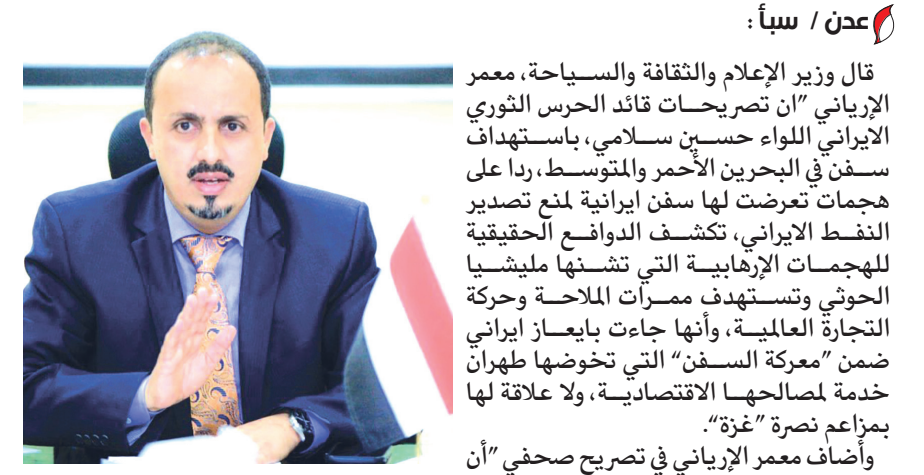 عدن / سبأ :
قال وزير الإعلام والثقافة والسياحة، معمر
الإرياني "ان تصريحات قائد الحرس الثوري
الايراني اللواء حسين سلامي، باستهداف
سفن في البحرين الأحمر والمتوسط، ردا على
هجمات تعرضت لها سفن ايرانية لمنع تصدير
النفط الايراني، تكشف الدوافع الحقيقية
للهجمات الإرهابية التي تشنها مليشيا
الحوثي وتستهدف ممرات الملاحة وحركة
التجارة العالمية، وأنها جاءت بايعاز ايراني
ضمن "معركة السفن" التي تخوضها طهران
خدمة لمصالحها الاقتصادية، ولا علاقة لها
بمزاعم نصرة "غزة".
وأضاف معمر الإرياني في تصريح صحفي "أن